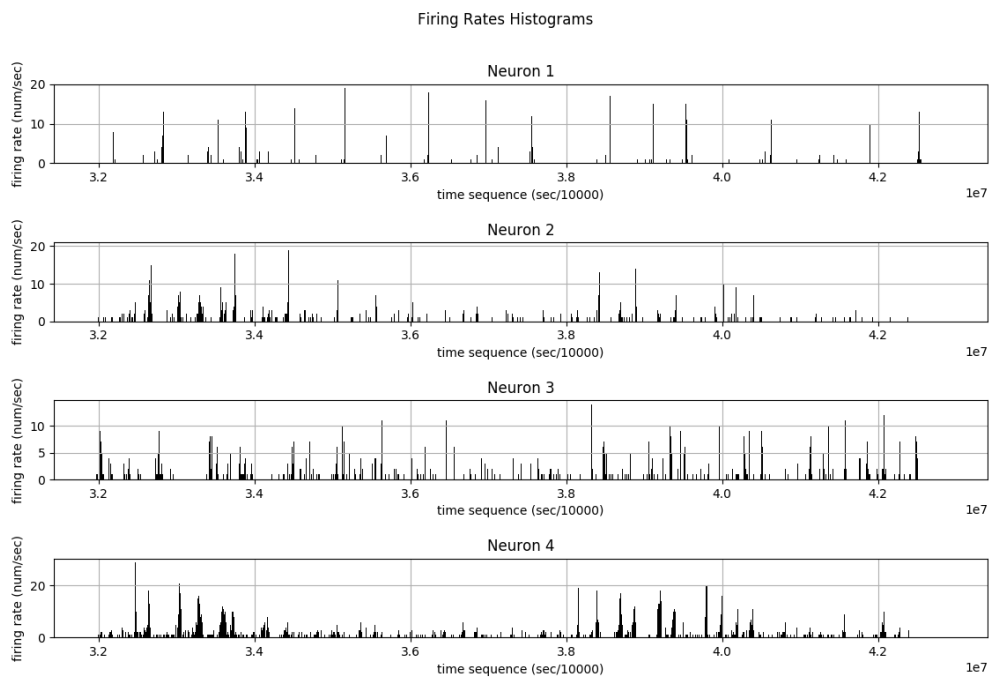 Firing Rates Histograms
Neuron 1
firing rate (num/sec)
20
10
0
3.2 3.4 3.6 3.8 4.0 4.2
time sequence (sec/10000)
1e7
Neuron 2
firing rate (num/sec)
20
10
0
3.2 3.4 3.6 3.8 4.0 4.2
time sequence (sec/10000)
1e7
Neuron 3
firing rate (num/sec)
10
5
0
3.2 3.4 3.6 3.8 4.0 4.2
time sequence (sec/10000)
1e7
Neuron 4
firing rate (num/sec)
20
0
3.2 3.4 3.6 3.8 4.0 4.2
time sequence (sec/10000)
1e7